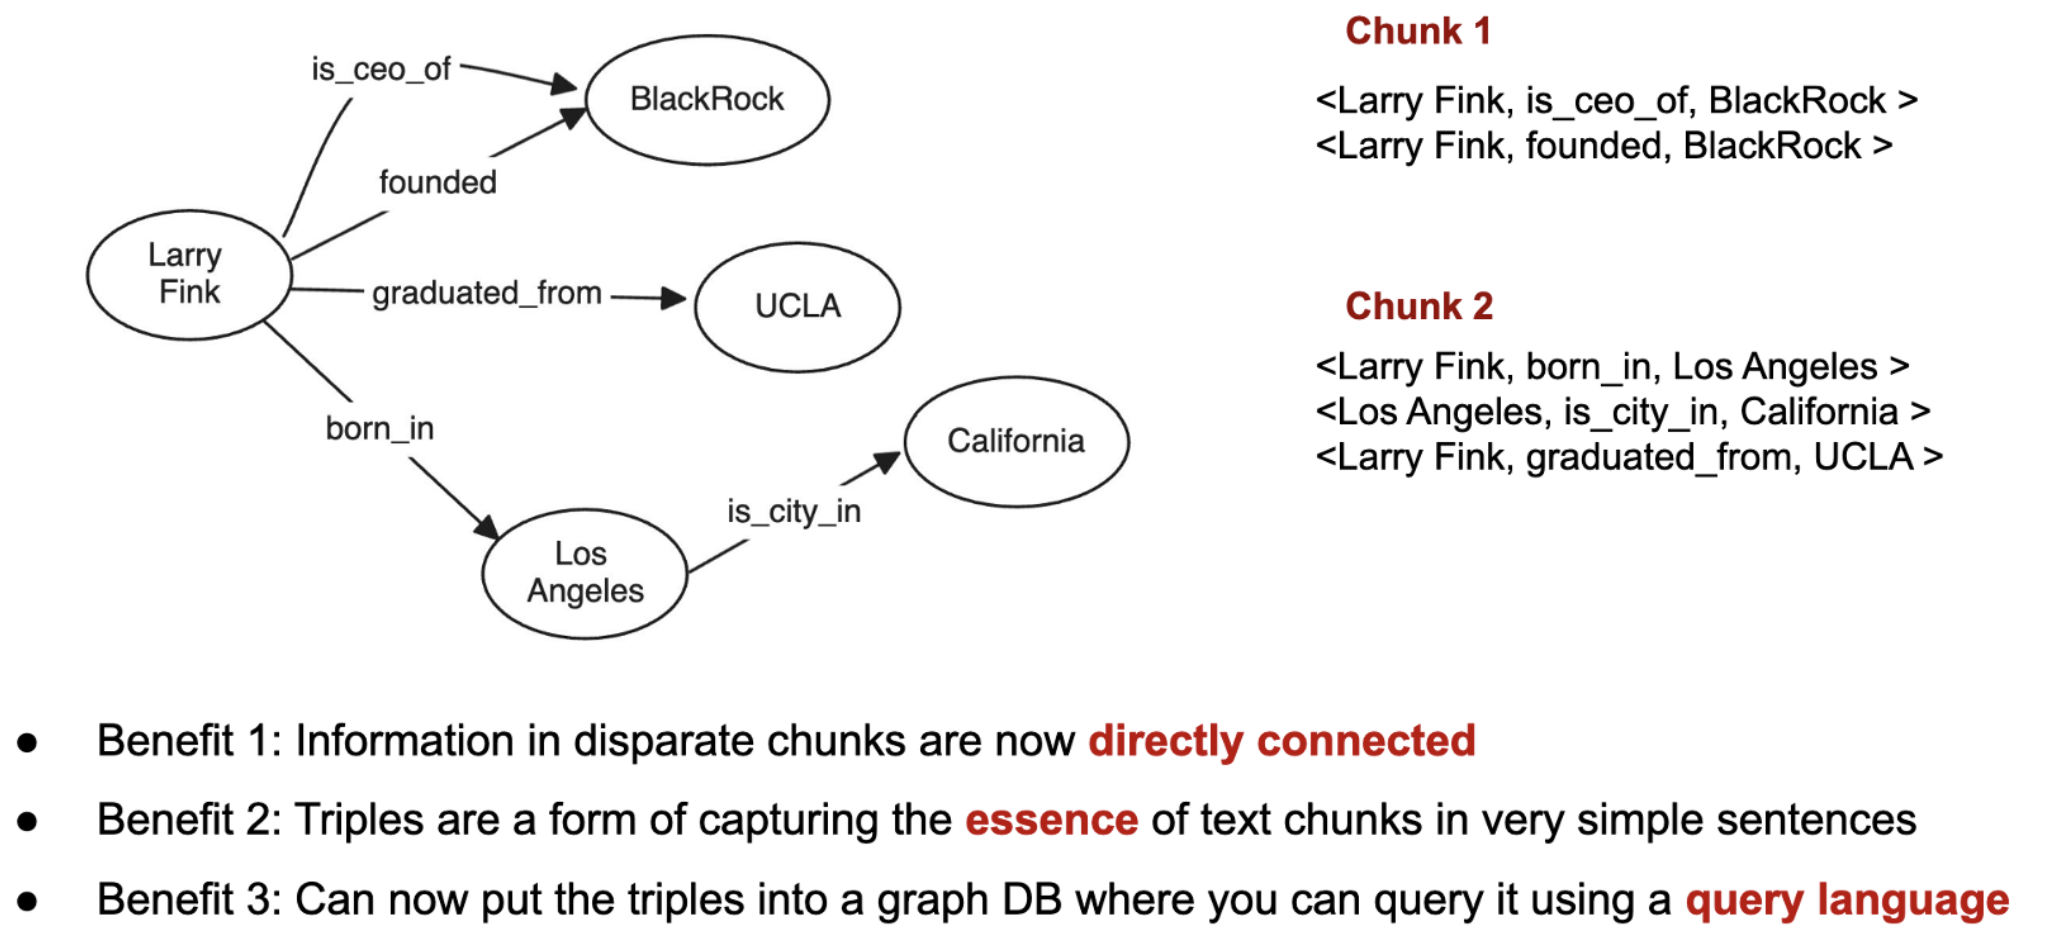 is_ceo_of
BlackRock
founded
Larry
Fink
graduated_from
UCLA
born_in
California
is_city_in
Los
Angeles
Chunk 1
<Larry Fink, is_ceo_of, BlackRock >
<Larry Fink, founded, BlackRock >
Chunk 2
<Larry Fink, born_in, Los Angeles >
<Los Angeles, is_city_in, California >
<Larry Fink, graduated_from, UCLA >
● Benefit 1: Information in disparate chunks are now directly connected
● Benefit 2: Triples are a form of capturing the essence of text chunks in very simple sentences
● Benefit 3: Can now put the triples into a graph DB where you can query it using a query language